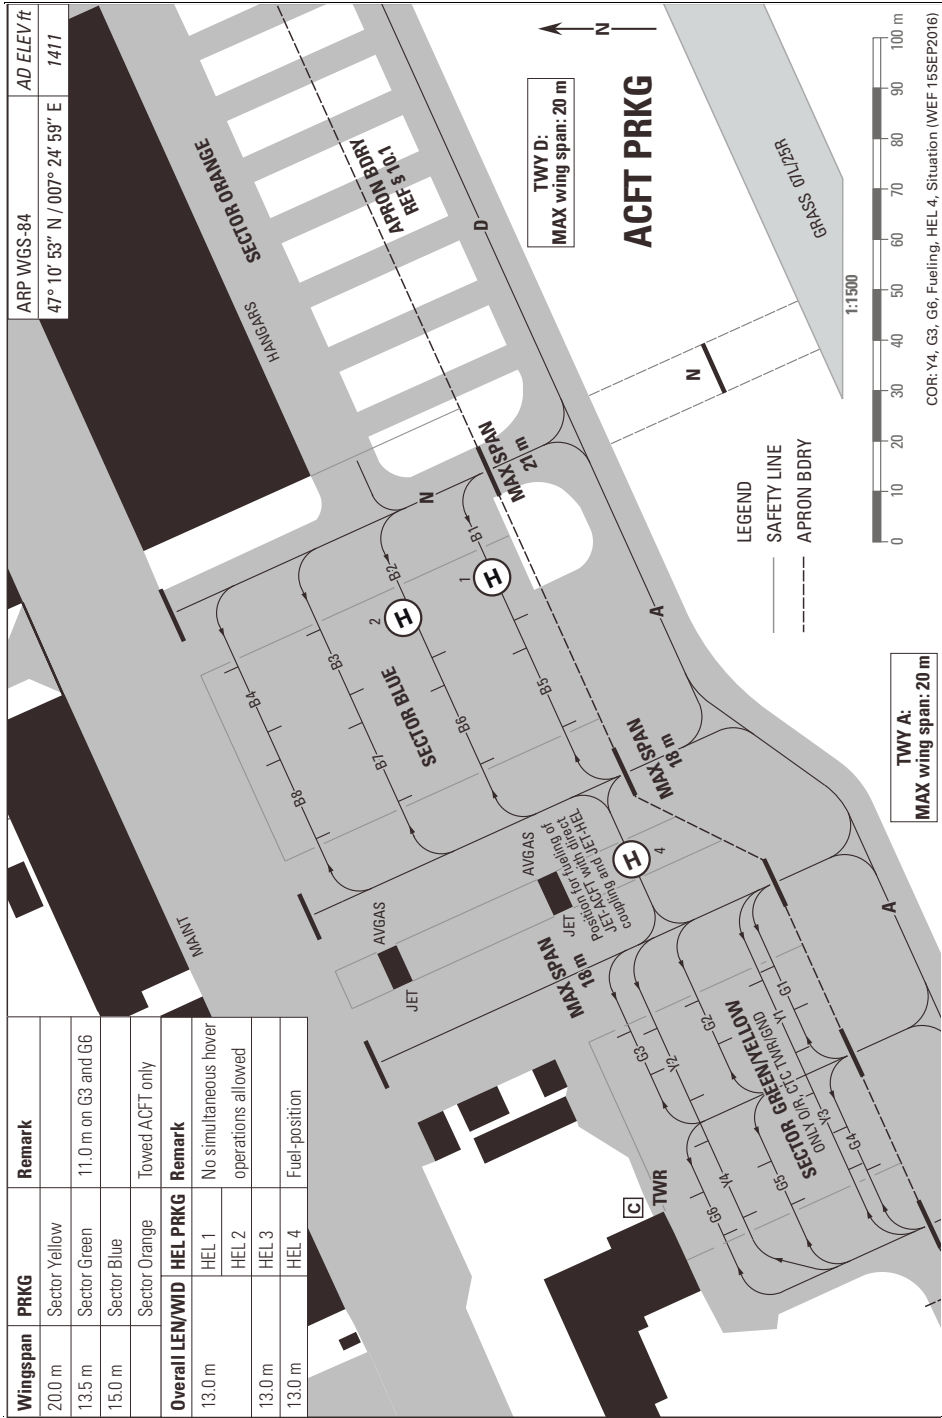 Wingspan PRKG Remark
20.0 m Sector Yellow
13.5 m Sector Green 11.0 m on G3 and G6
15.0 m Sector Blue
Sector Orange Towed ACFT only
Overall LEN/WID HEL PRKG Remark
13.0 m HEL 1 No simultaneous hover
HEL 2 operations allowed
13.0 m HEL 3
13.0 m HEL 4 Fuel-position
ARP WGS-84 AD ELEV ft
47° 10' 53" N / 007° 24' 59" E 1411
MAINT
HANGARS
SECTOR ORANGE
APRON BDRY
REF § 10.1
N
TWY D:
MAX wing span: 20 m
ACFT PRKG
D
B4
B8
B3
B7
SECTOR BLUE
2
H
B2
B6
N
1
H
B1
B5
MAX SPAN
21 m
AVGAS
JET
AVGAS
JET
Position for fueling of
JET-ACFT with direct
coupling and JET-HEL
H
4
MAX SPAN
18 m
MAX SPAN
18 m
A
N
GRASS 07L/25R
C
TWR
G3
Y2
G2
G1
Y1
SECTOR GREEN/YELLOW
ONLY O/R, CTC TWR/GND
G6
Y4
G5
Y3
G4
A
LEGEND
SAFETY LINE
APRON BDRY
TWY A:
MAX wing span: 20 m
1:1500
0 10 20 30 40 50 60 70 80 90 100 m
COR: Y4, G3, G6, Fueling, HEL 4, Situation (WEF 15SEP2016)